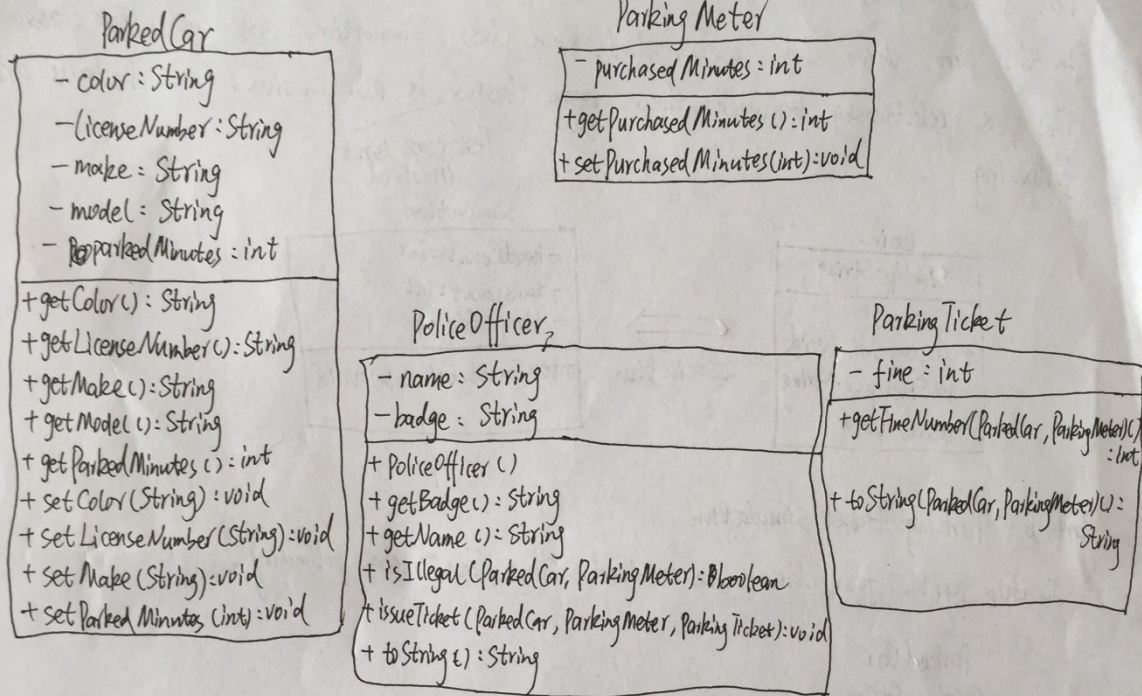 ParkedCar
- color : String
- licenseNumber : String
- make : String
- model : String
- parkedMinutes : int
+ getColor() : String
+ getLicenseNumber() : String
+ getMake() : String
+ getModel() : String
+ getParkedMinutes() : int
+ setColor(String) : void
+ setLicenseNumber(String) : void
+ setMake(String) : void
+ setParkedMinutes(int) : void
Parking Meter
- purchasedMinutes : int
+ getPurchasedMinutes() : int
+ setPurchasedMinutes(int) : void
PoliceOfficer
- name : String
- badge : String
+ PoliceOfficer()
+ getBadge() : String
+ getName() : String
+ isIllegal(ParkedCar, ParkingMeter) : boolean
+ issueTicket(ParkedCar, ParkingMeter, ParkingTicket) : void
+ toString() : String
ParkingTicket
- fine : int
+ getFineNumber(ParkedCar, ParkingMeter)()
: int
+ toString(ParkedCar, ParkingMeter)() :
String